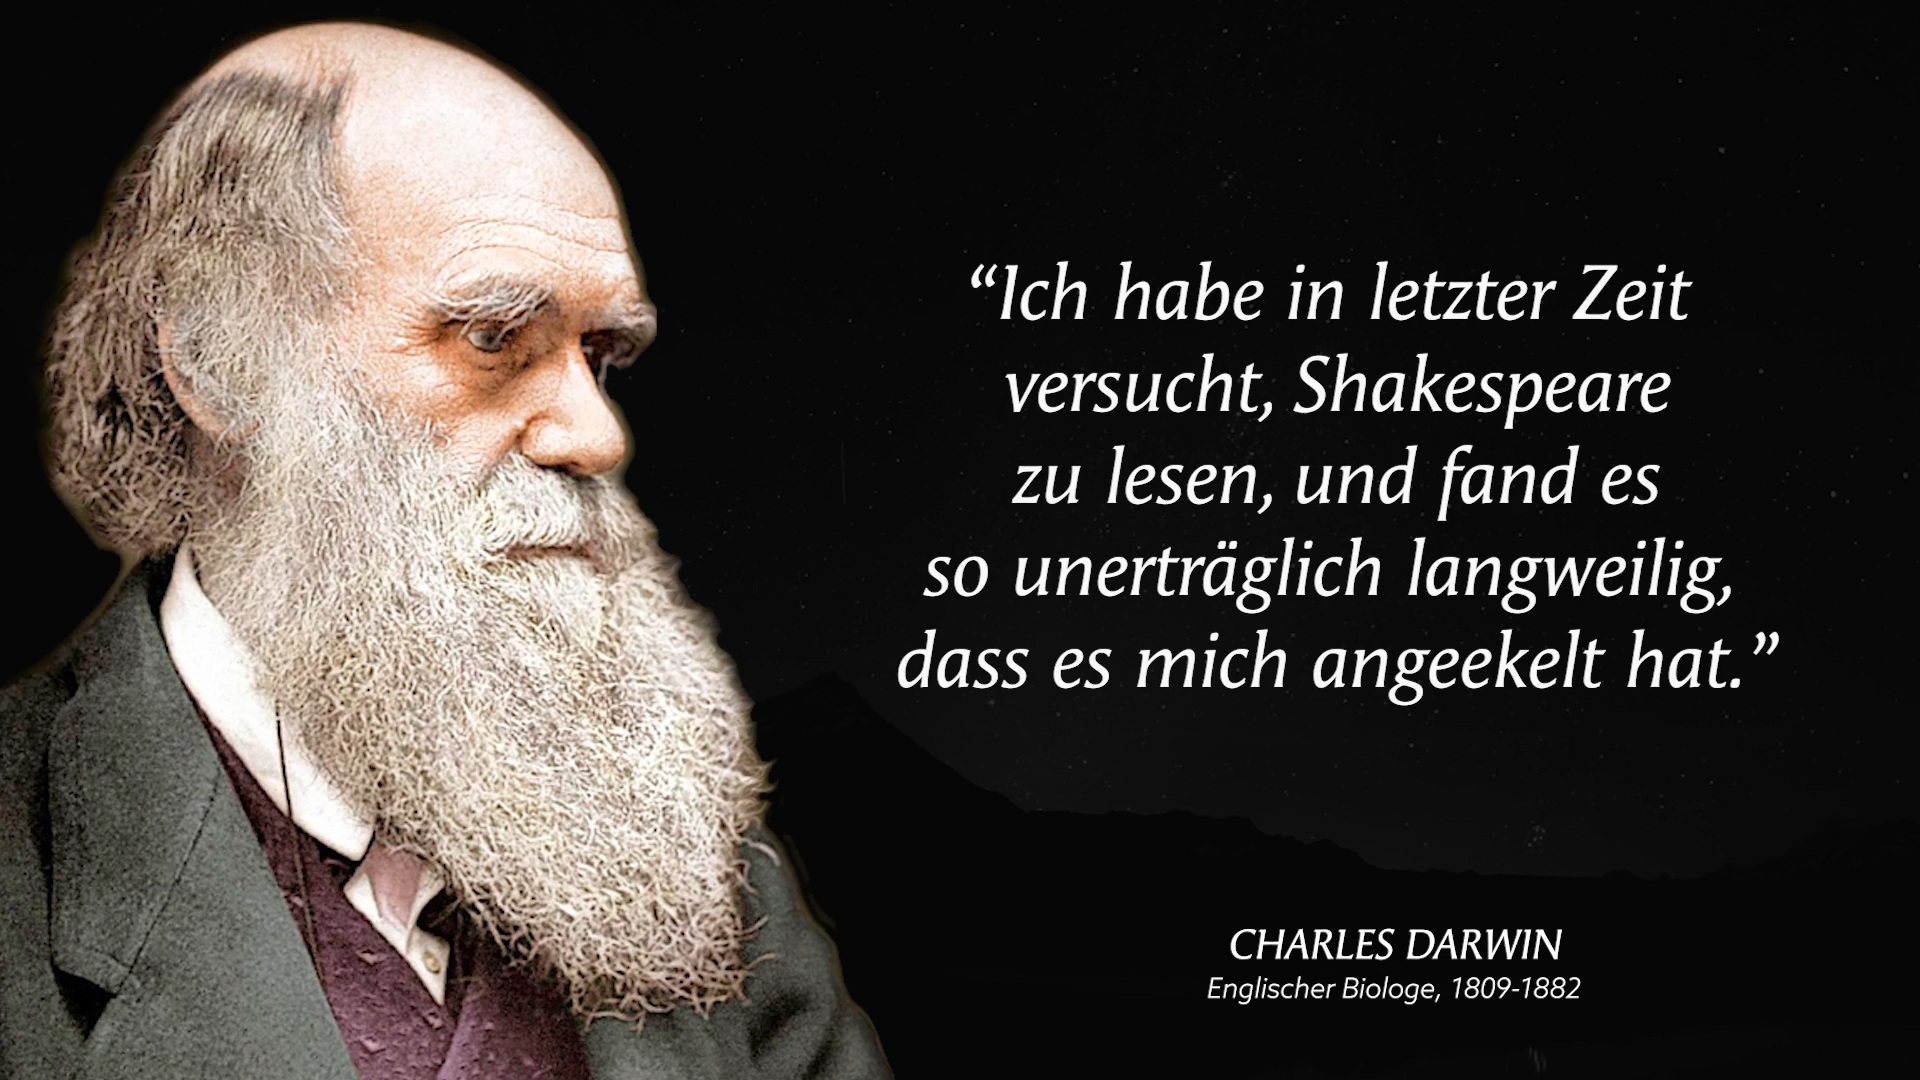 “Ich habe in letzter Zeit
versucht, Shakespeare
zu lesen, und fand es
so unerträglich langweilig,
dass es mich angeekelt hat.”
CHARLES DARWIN
Englischer Biologe, 1809-1882